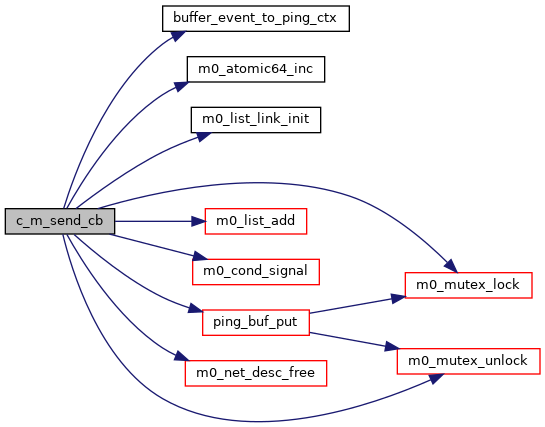 buffer_event_to_ping_ctx
m0_atomic64_inc
m0_list_link_init
c_m_send_cb
m0_list_add
m0_cond_signal
m0_mutex_lock
ping_buf_put
m0_mutex_unlock
m0_net_desc_free